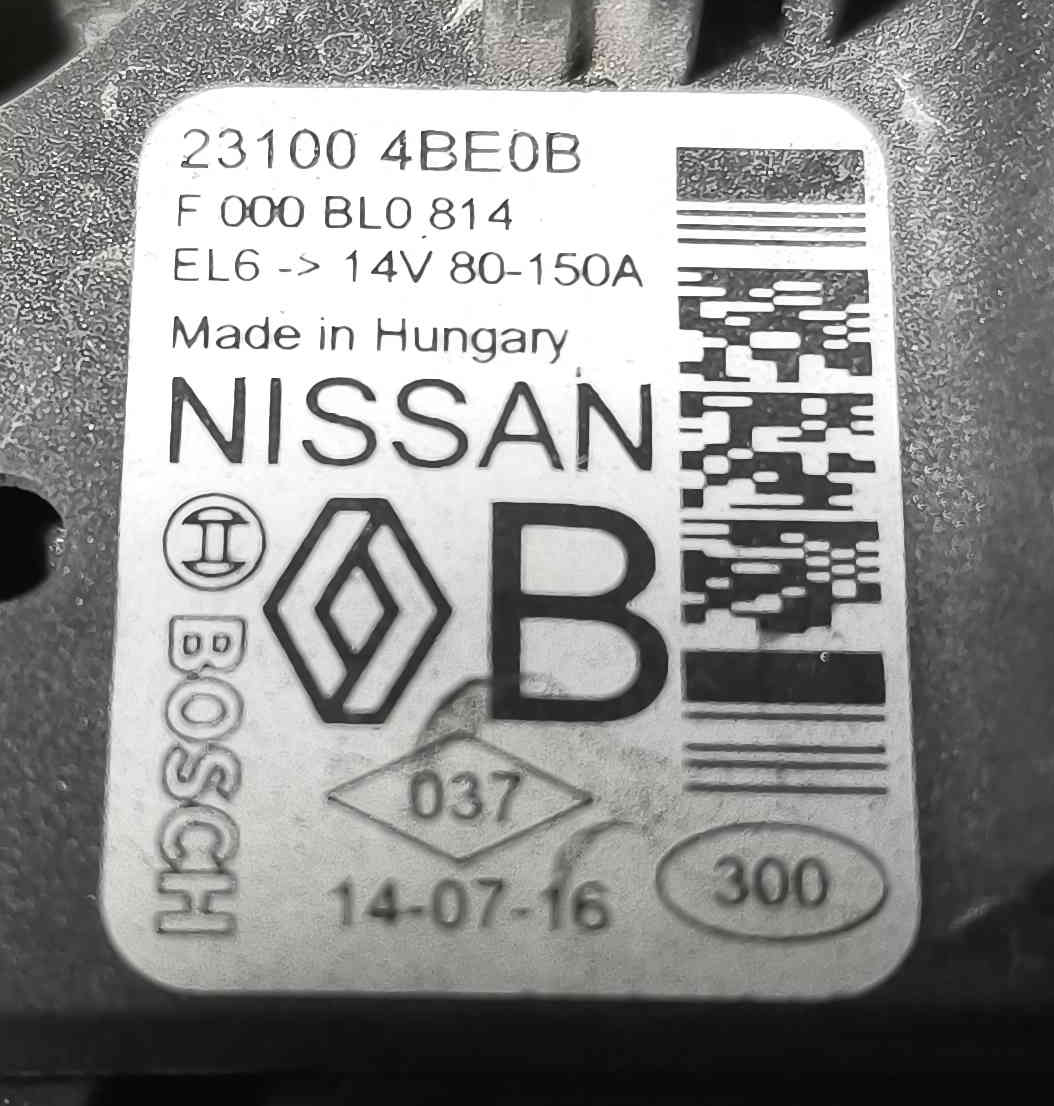 23100 4BE0B
F 000 BL0 814
EL6 -> 14V 80-150A
Made in Hungary
NISSAN
B
BOSCH
037
14-07-16
300